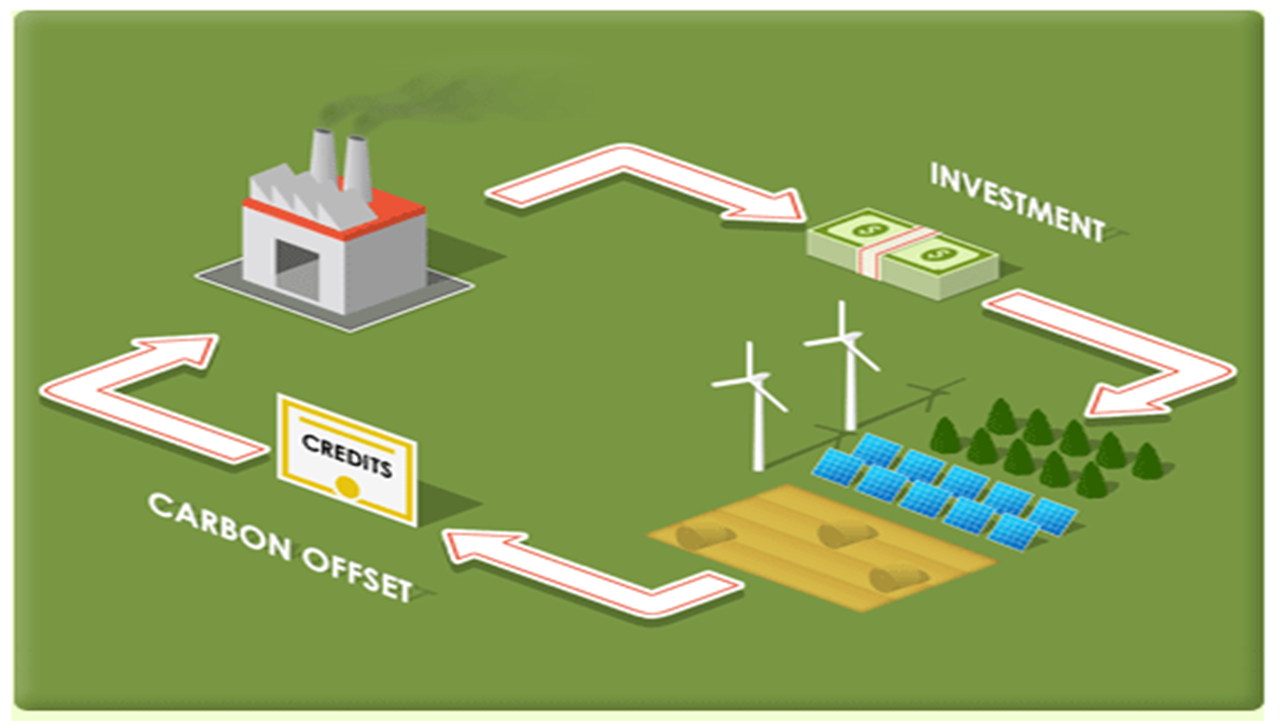 INVESTMENT
CREDITS
CARBON OFFSET